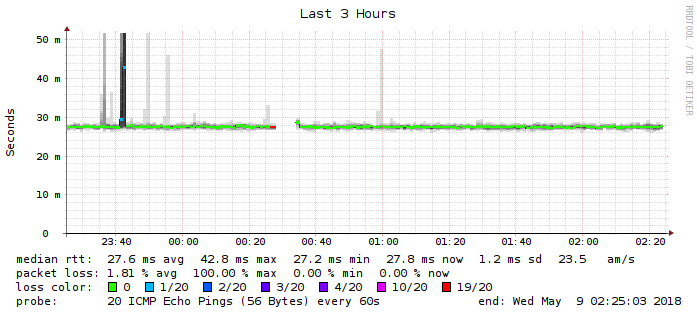 Last 3 Hours
RRDTOOL / TOBI OETIKER
Seconds
50 m
40 m
30 m
20 m
10 m
0
23:40 00:00 00:20 00:40 01:00 01:20 01:40 02:00 02:20
median rtt: 27.6 ms avg 42.8 ms max 27.2 ms min 27.8 ms now 1.2 ms sd 23.5 am/s
packet loss: 1.81 % avg 100.00 % max 0.00 % min 0.00 % now
loss color: 0 1/20 2/20 3/20 4/20 10/20 19/20
probe: 20 ICMP Echo Pings (56 Bytes) every 60s end: Wed May 9 02:25:03 2018